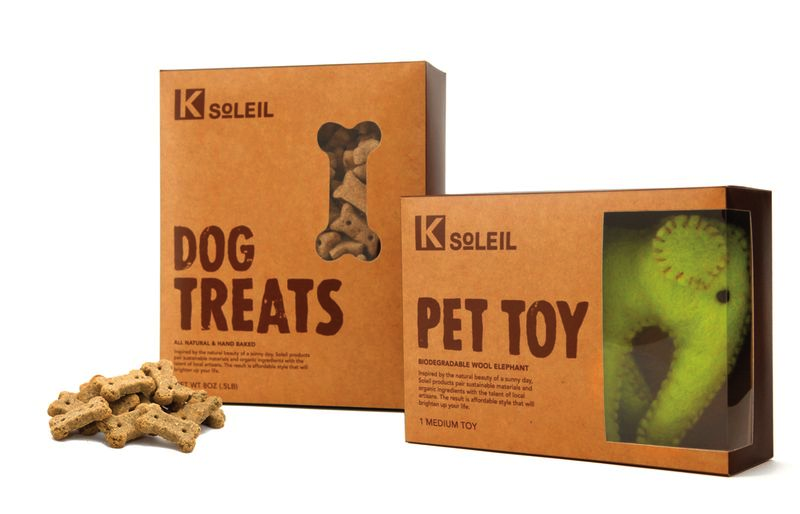 K SOLEIL
DOG
TREATS
ALL NATURAL & HAND BAKED
Inspired by the natural beauty of a sunny day, Soleil products
pair sustainable materials and organic ingredients with the
talent of local artisans. The result is affordable style that will
brighten up your life.
NET WT 8OZ (.5LB)
K SOLEIL
PET TOY
BIODEGRADABLE WOOL ELEPHANT
Inspired by the natural beauty of a sunny day,
Soleil products pair sustainable materials and
organic ingredients with the talent of local
artisans. The result is affordable style that will
brighten up your life.
1 MEDIUM TOY